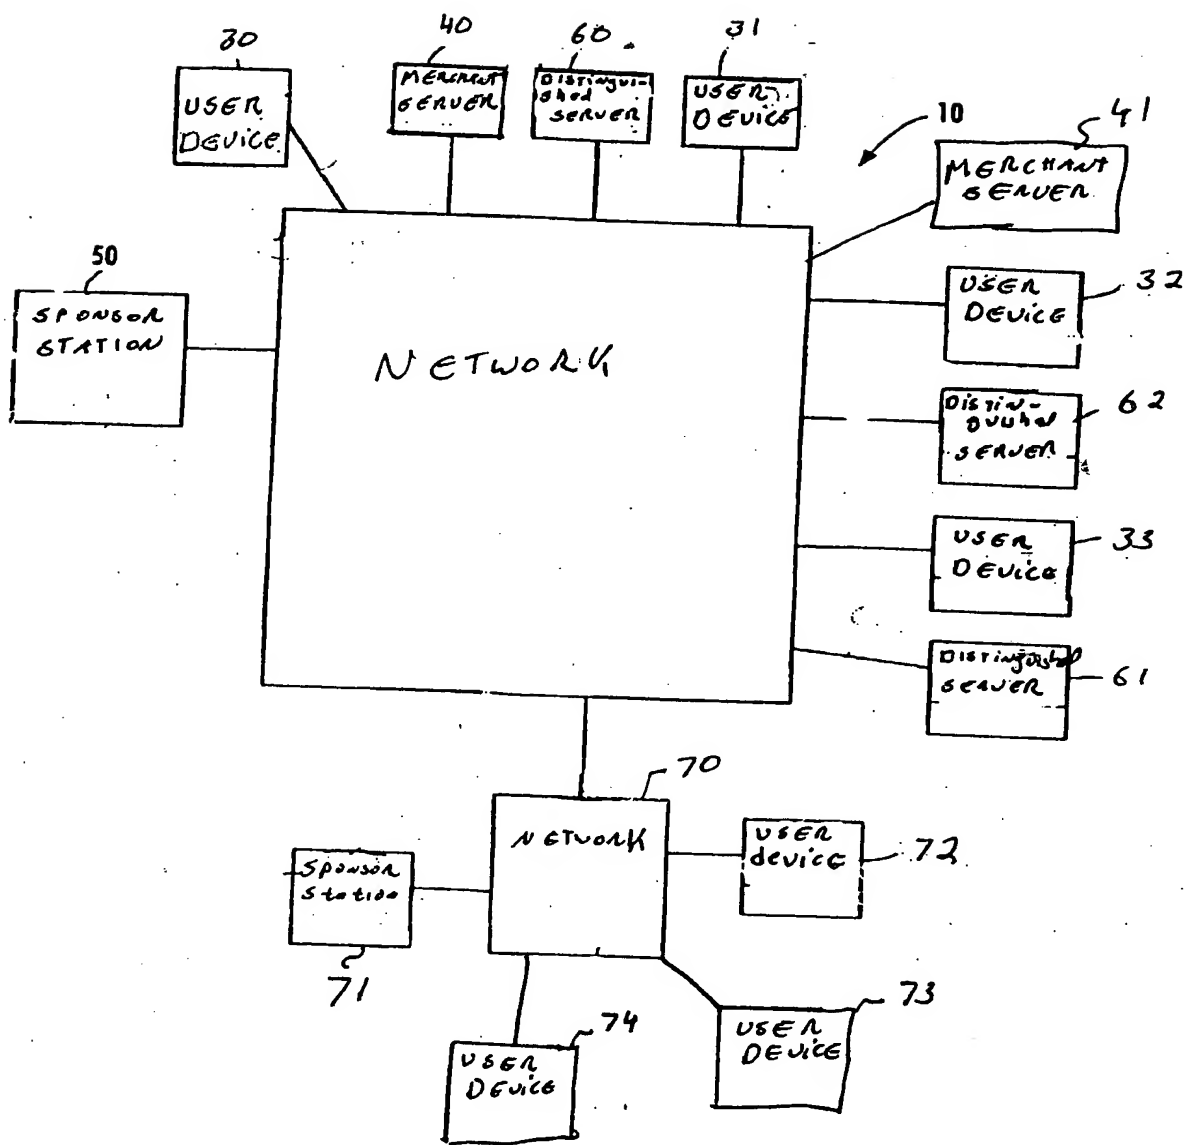 30
40
60
31
USER
DEVICE
MERCHANT
SERVER
DISTINGUI-
SHED
SERVER
USER
DEVICE
10
41
MERCHANT
SERVER
50
SPONSOR
STATION
NETWORK
USER
DEVICE
32
DISTIN-
GUISHED
SERVER
62
USER
DEVICE
33
DISTINGUISHED
SERVER
61
70
NETWORK
SPONSOR
Station
71
USER
device
72
73
USER
DEVICE
74
USER
DEVICE